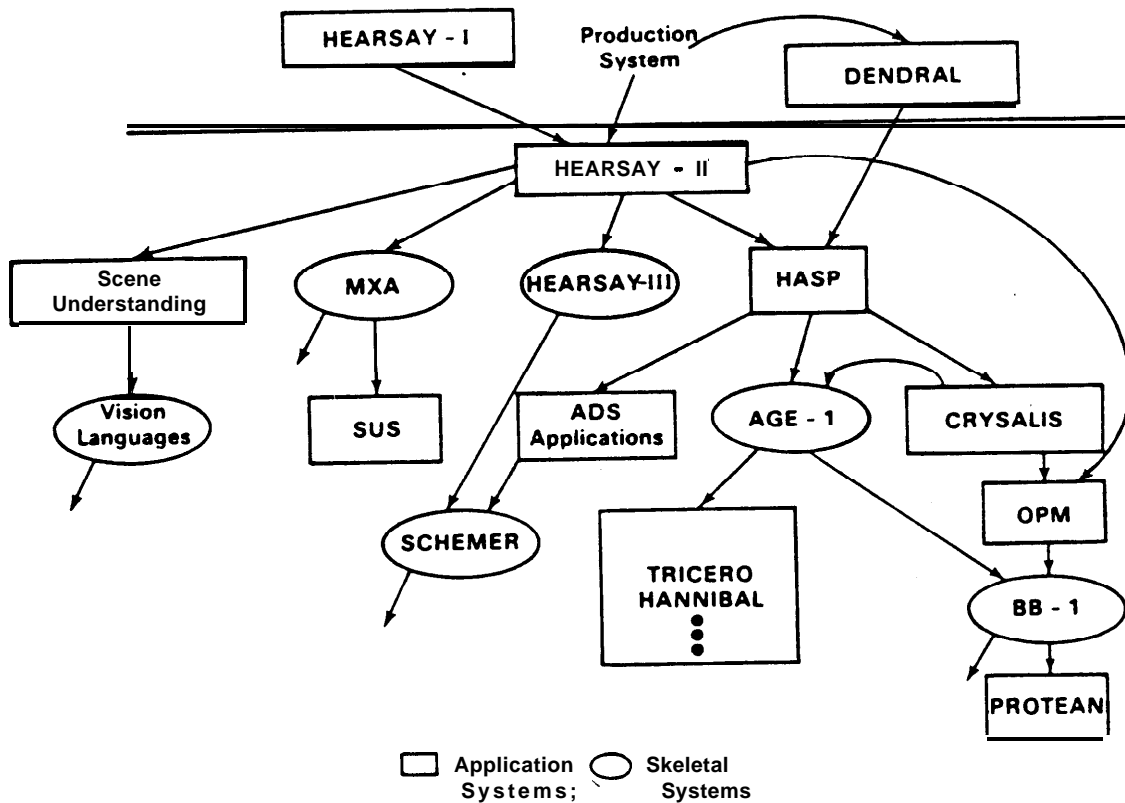 HEARSAY - I
Production
System
DENDRAL
HEARSAY - II
Scene
Understanding
MXA
HEARSAY-III
HASP
Vision
Languages
SUS
ADS
Applications
AGE - 1
CRYSALIS
SCHEMER
OPM
TRICERO
HANNIBAL
BB - 1
PROTEAN
Application
Systems;
Skeletal
Systems